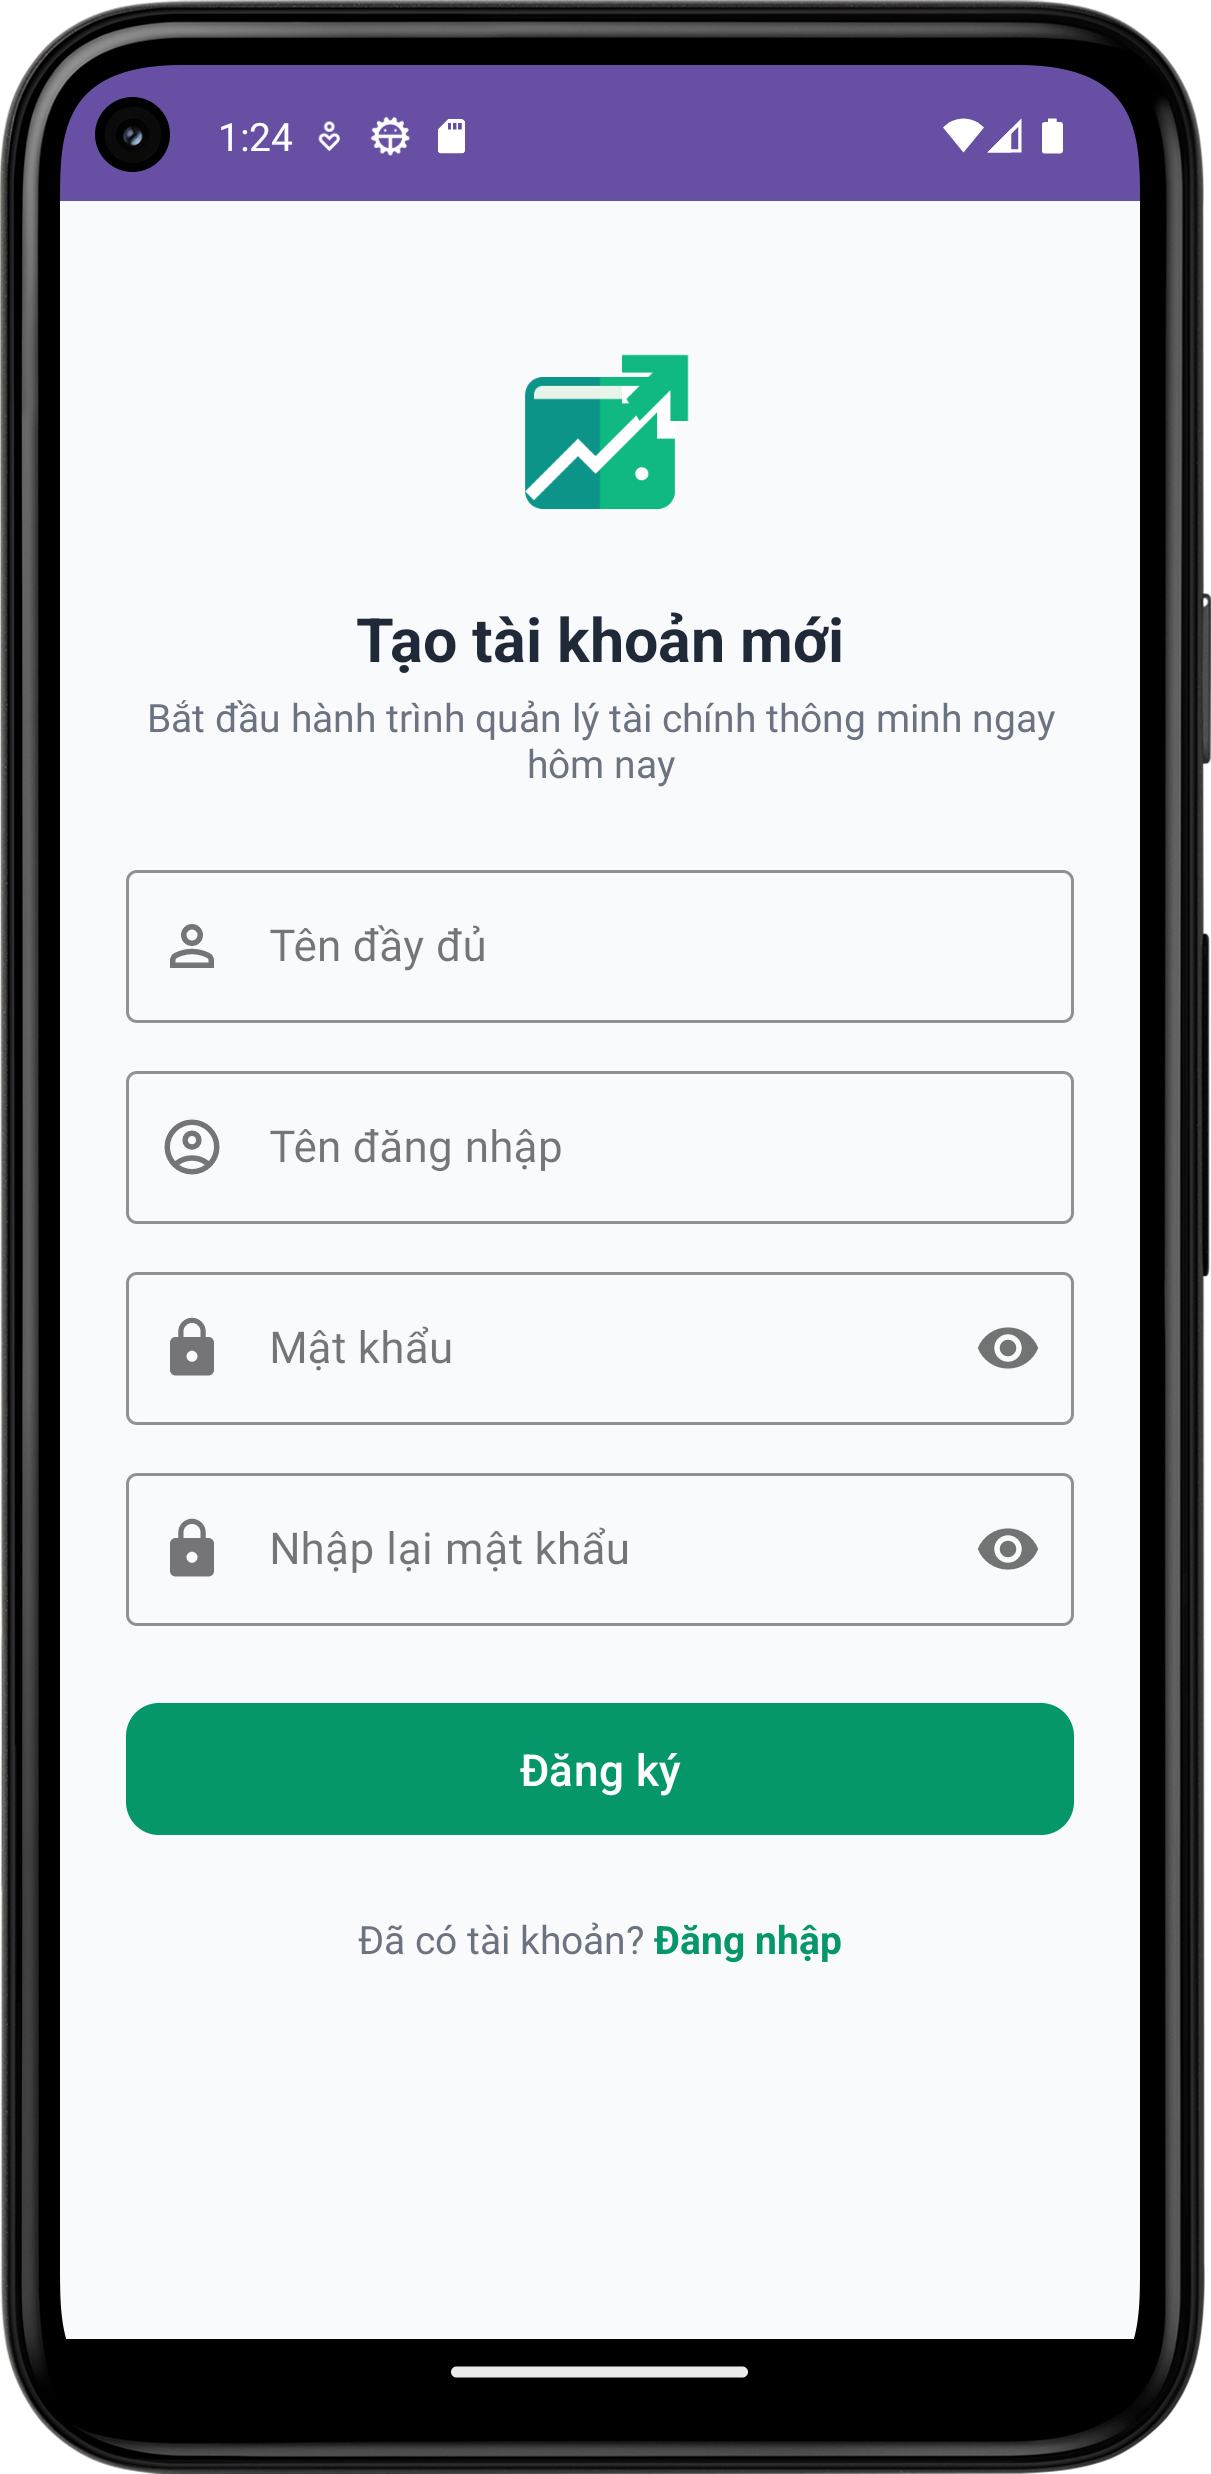 1:24
Tạo tài khoản mới
Bắt đầu hành trình quản lý tài chính thông minh ngay
hôm nay
Tên đầy đủ
Tên đăng nhập
Mật khẩu
Nhập lại mật khẩu
Đăng ký
Đã có tài khoản? Đăng nhập